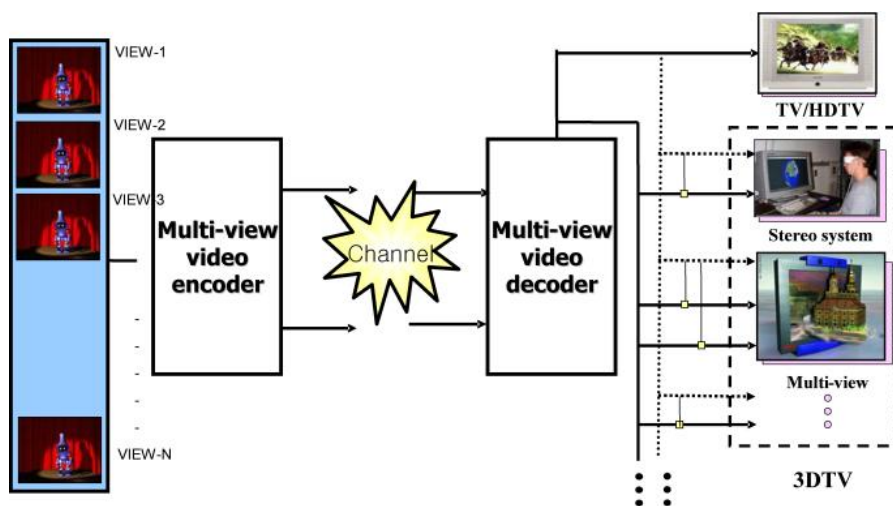 VIEW-1
VIEW-2
VIEW-3
VIEW-N
Multi-view
video
encoder
Channel
Multi-view
video
decoder
TV/HDTV
Stereo system
Multi-view
3DTV